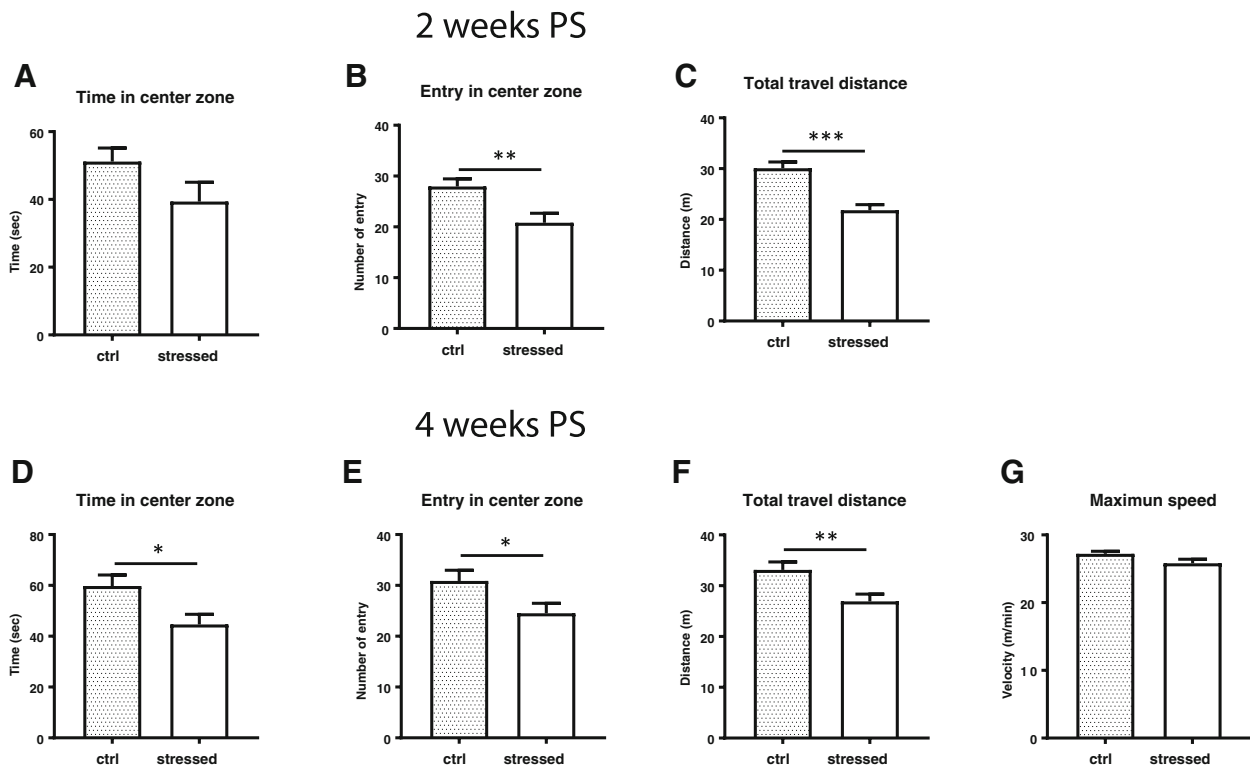 2 weeks PS
A
Time in center zone
60
40
20
0
Time (sec)
ctrl
stressed
B
Entry in center zone
40
30
20
10
0
Number of entry
**
ctrl
stressed
C
Total travel distance
40
30
20
10
0
Distance (m)
***
ctrl
stressed
4 weeks PS
D
Time in center zone
80
60
40
20
0
Time (sec)
*
ctrl
stressed
E
Entry in center zone
40
30
20
10
0
Number of entry
*
ctrl
stressed
F
Total travel distance
40
30
20
10
0
Distance (m)
**
ctrl
stressed
G
Maximun speed
30
20
10
0
Velocity (m/min)
ctrl
stressed